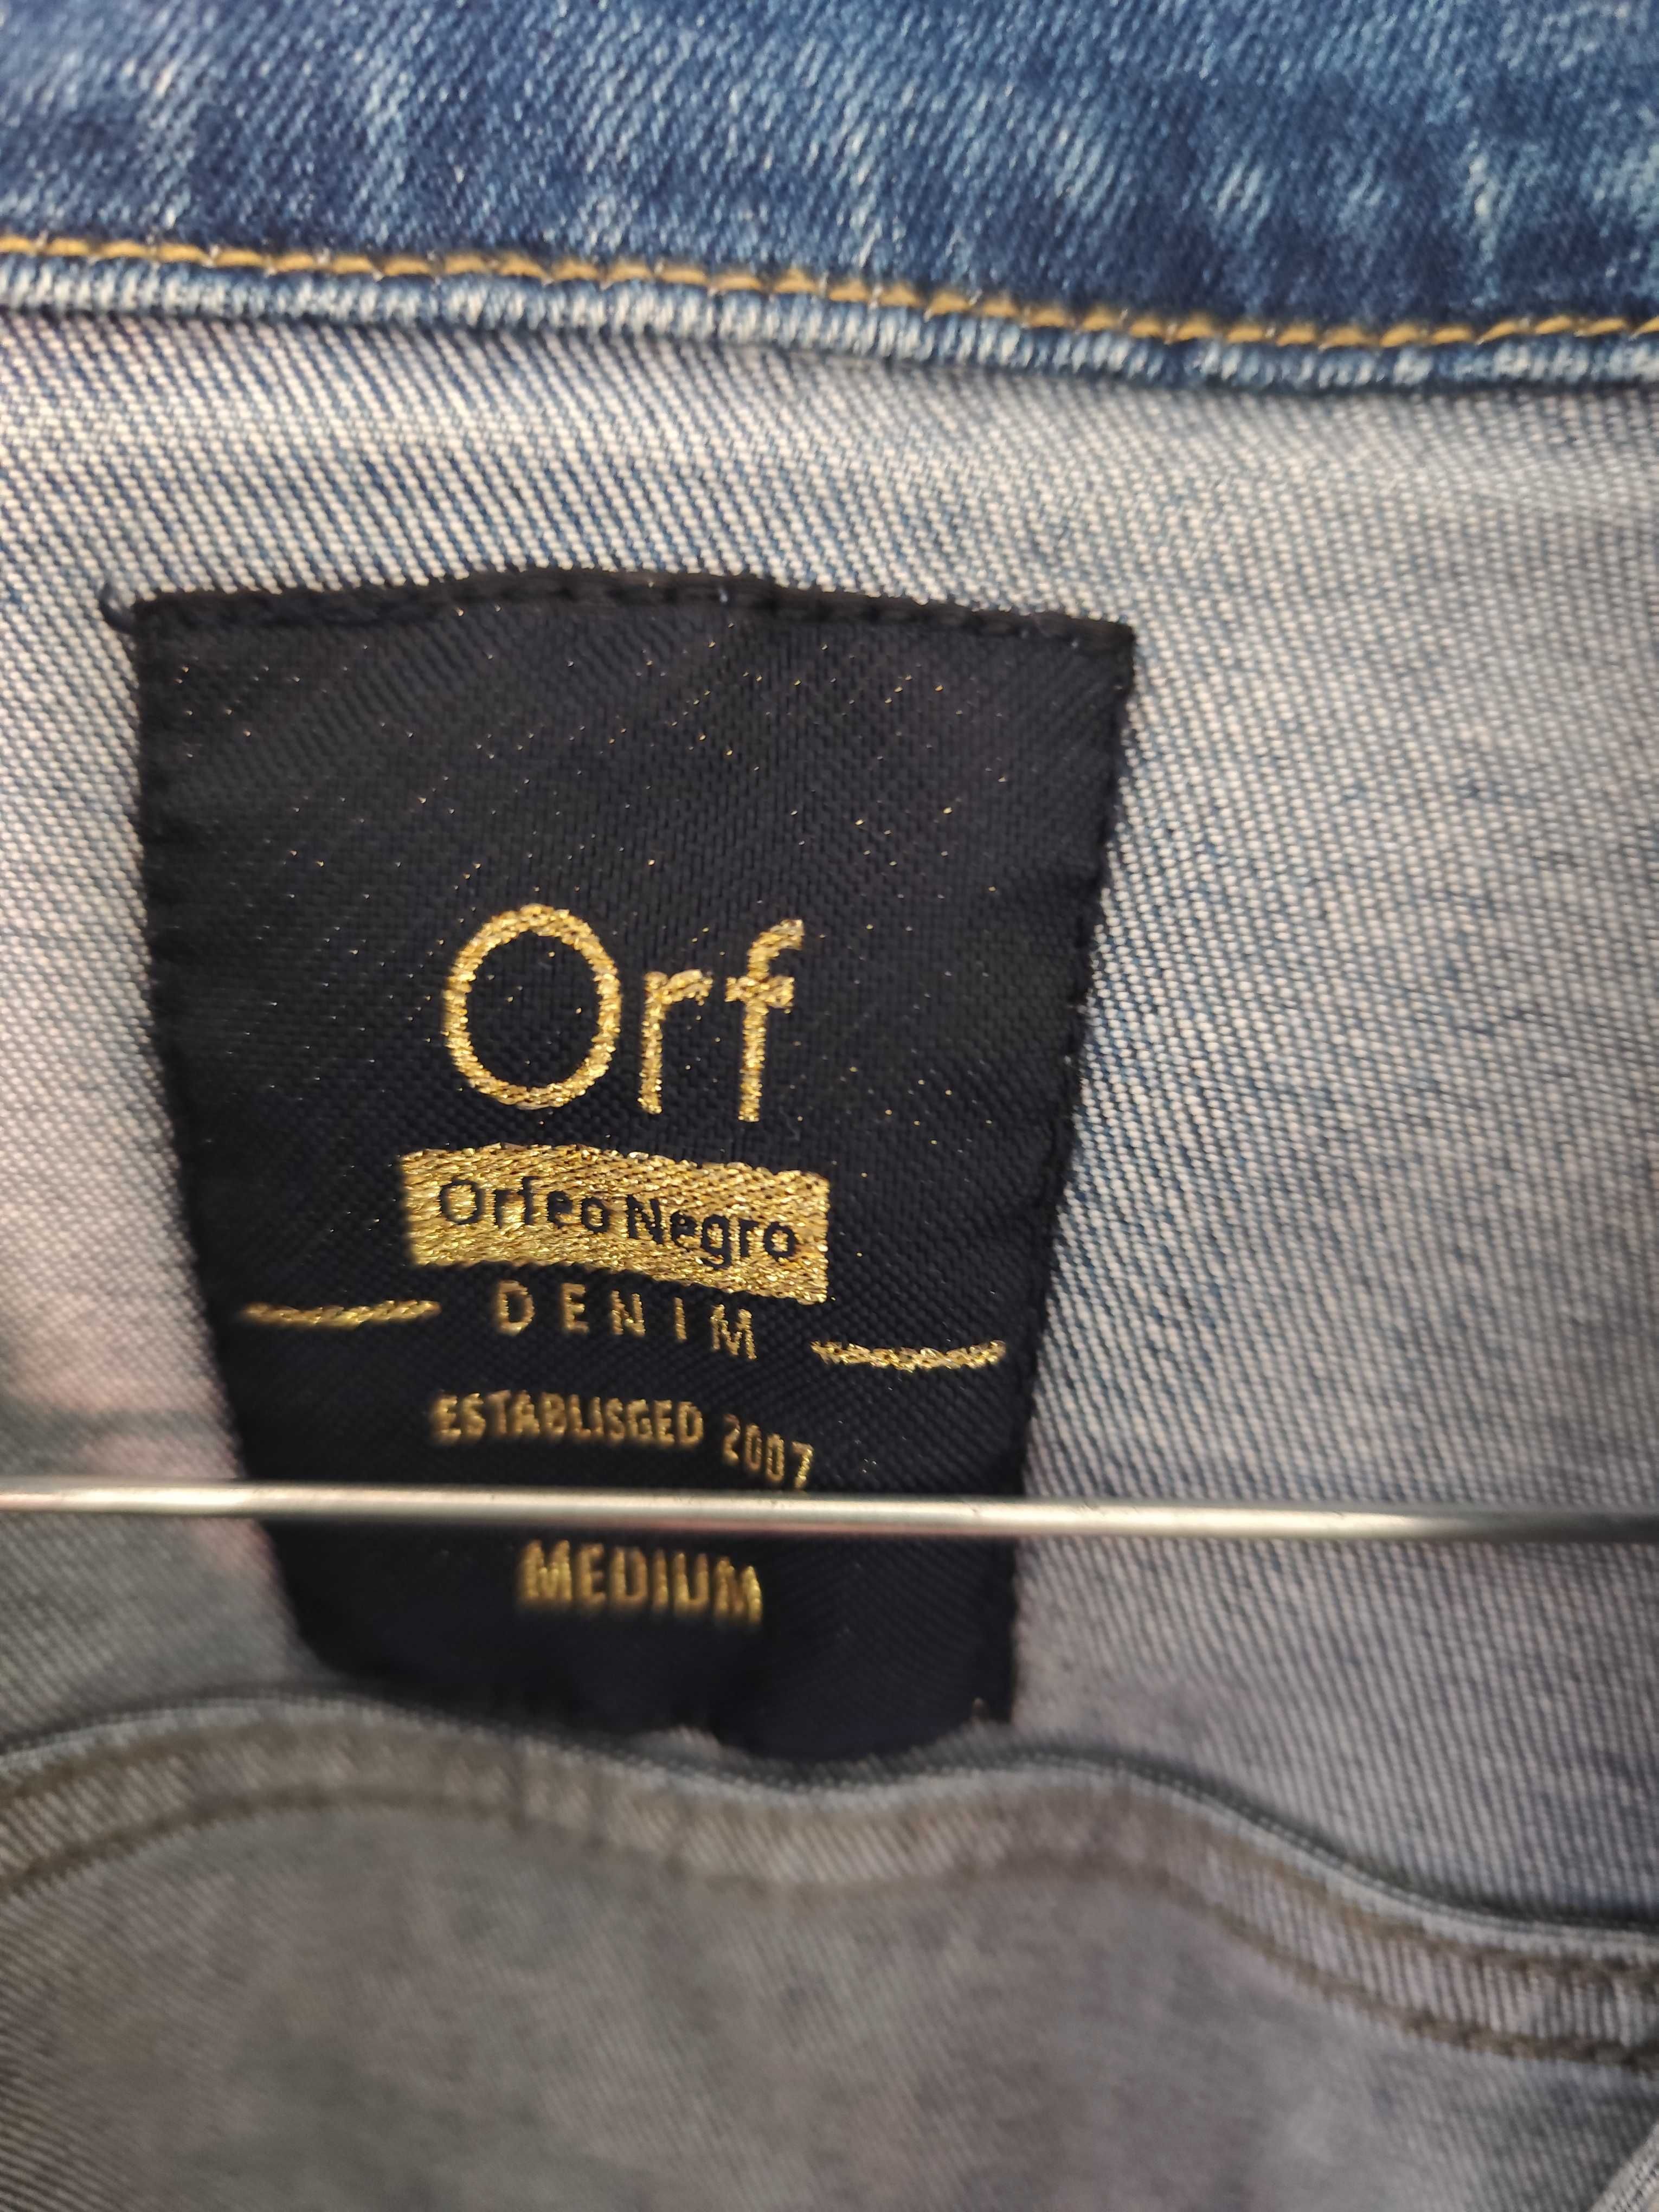 Orf
Orfeo Negro
DENIM
ESTABLISGED 2007
MEDIUM